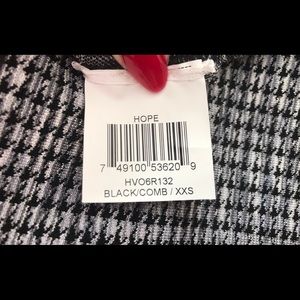 HOPE
7 49100 53620 9
HVO6R132
BLACK/COMB / XXS